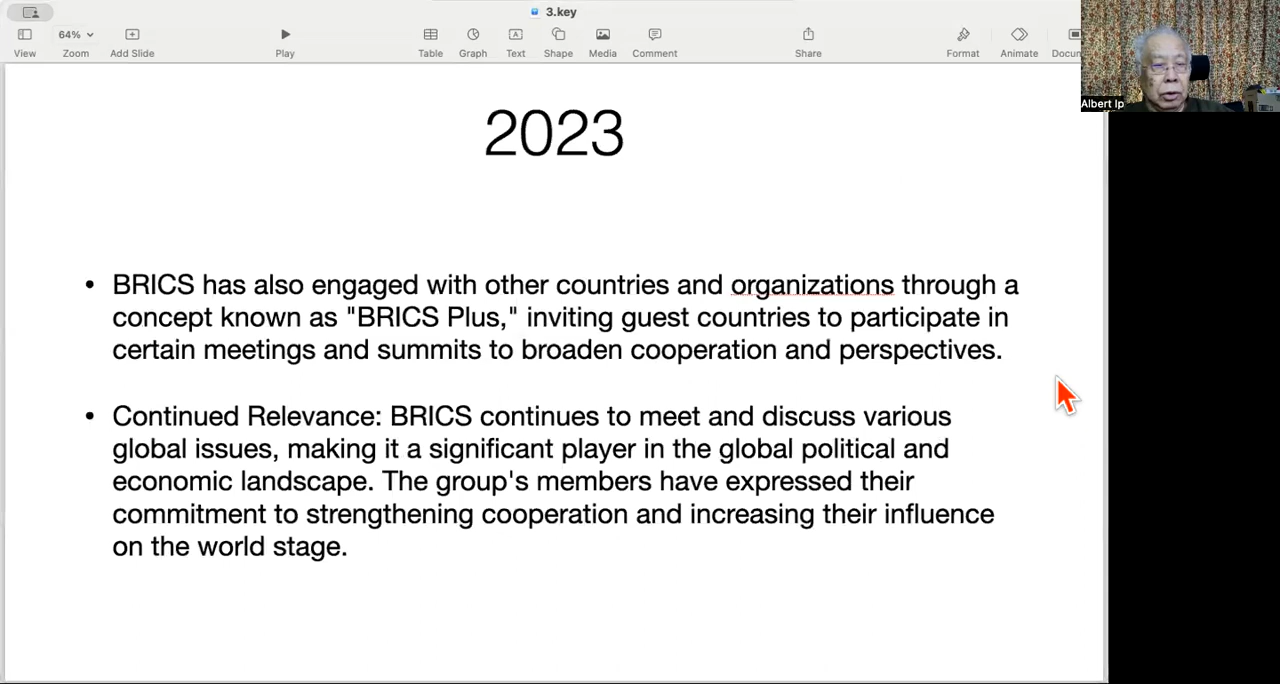 3.key
64%
View
Zoom
Add Slide
Play
Table
Graph
Text
Shape
Media
Comment
Share
Format
Animate
Docum
Albert Ip
2023
• BRICS has also engaged with other countries and organizations through a
concept known as "BRICS Plus," inviting guest countries to participate in
certain meetings and summits to broaden cooperation and perspectives.
• Continued Relevance: BRICS continues to meet and discuss various
global issues, making it a significant player in the global political and
economic landscape. The group's members have expressed their
commitment to strengthening cooperation and increasing their influence
on the world stage.